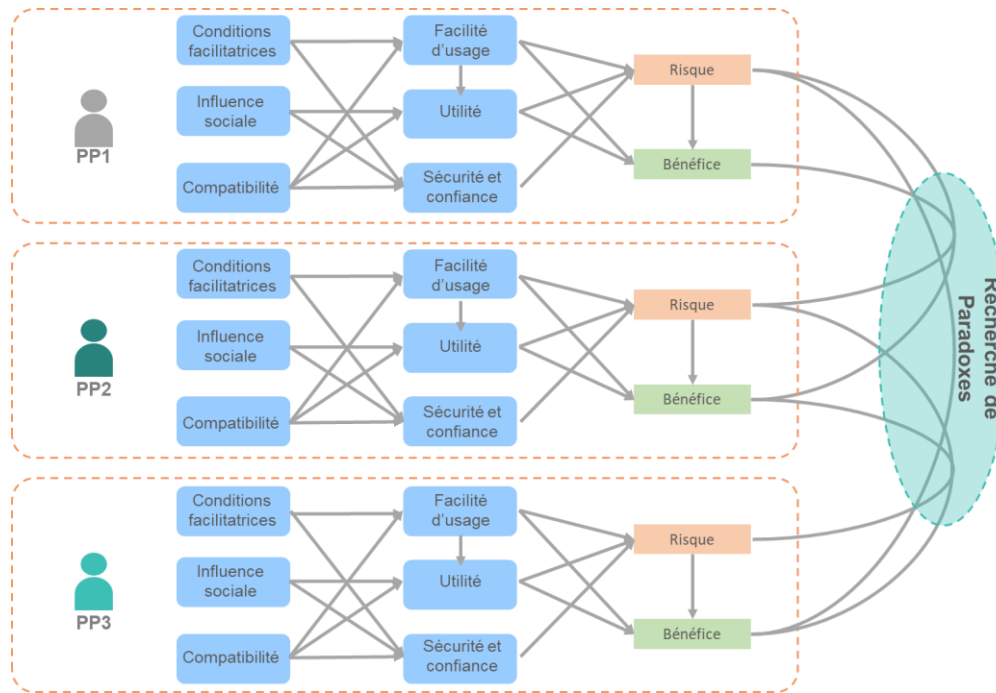 Conditions
facilitatrices
Facilité
d'usage
Risque
Influence
sociale
Utilité
PP1
Bénéfice
Compatibilité
Sécurité et
confiance
Conditions
facilitatrices
Facilité
d'usage
Risque
Influence
sociale
Utilité
PP2
Bénéfice
Compatibilité
Sécurité et
confiance
Conditions
facilitatrices
Facilité
d'usage
Risque
Influence
sociale
Utilité
PP3
Bénéfice
Compatibilité
Sécurité et
confiance
Recherche de
Paradoxes